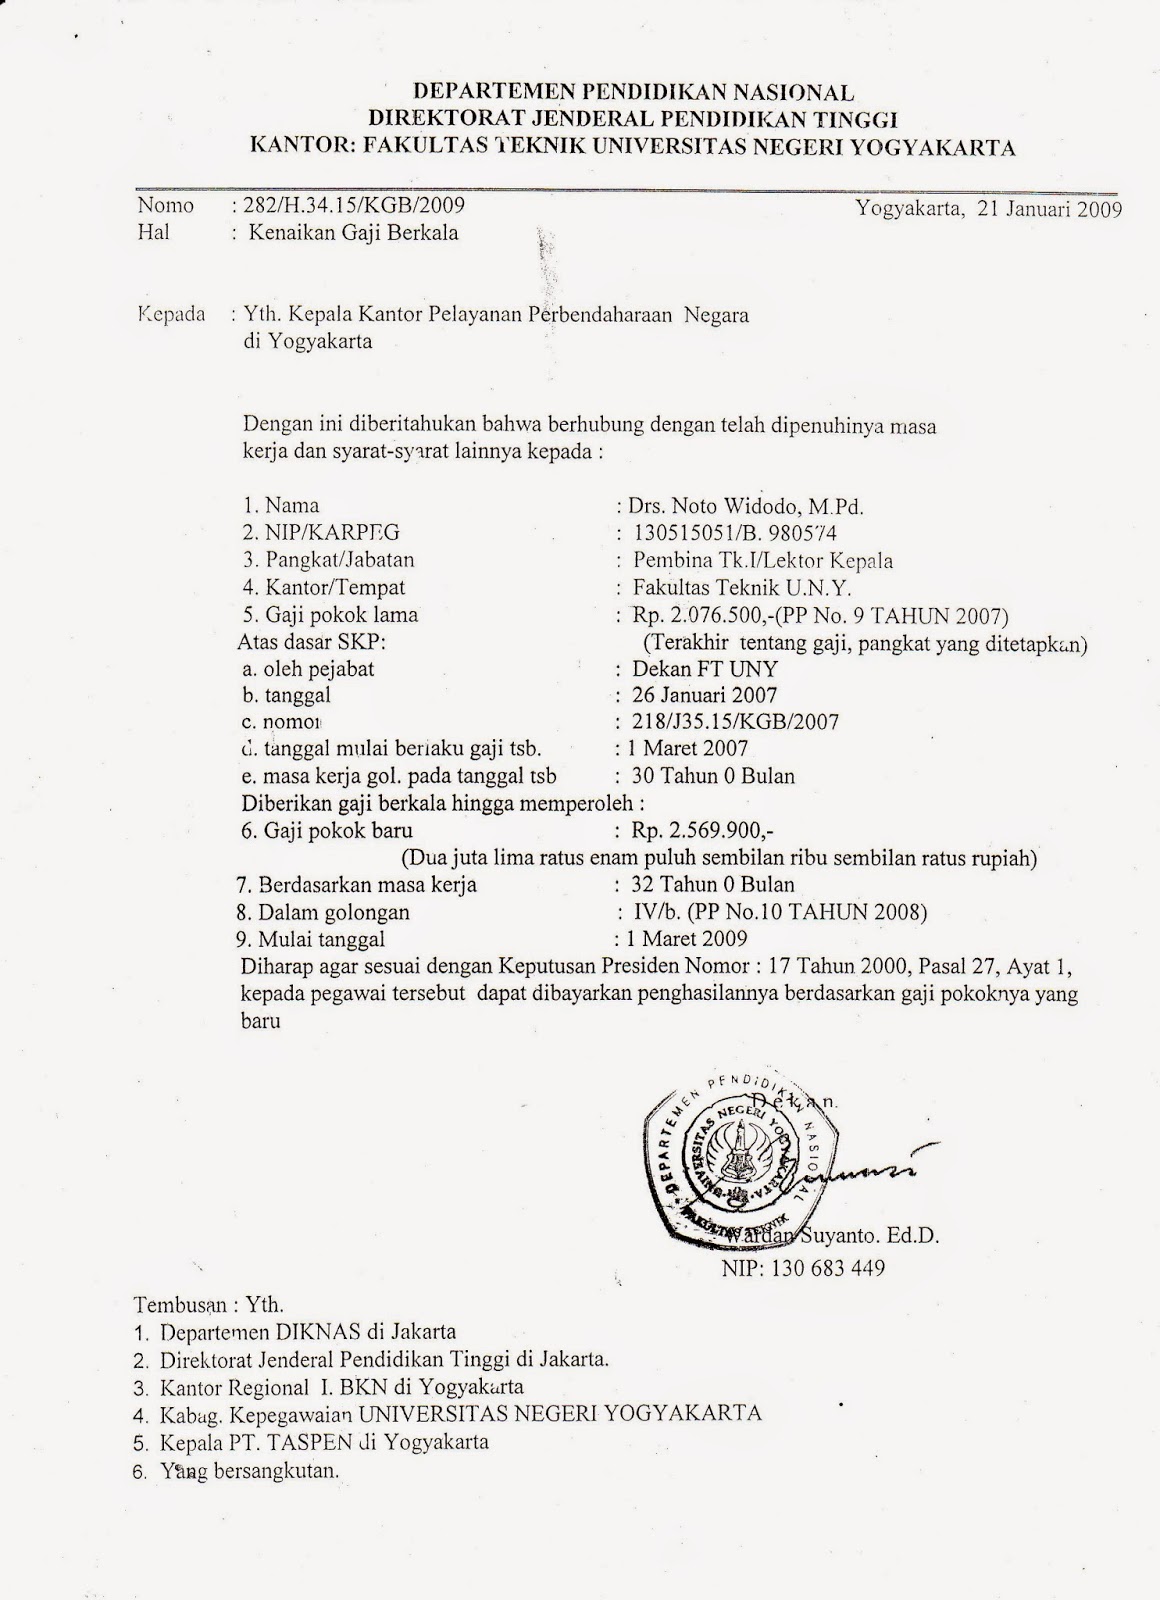 DEPARTEMEN PENDIDIKAN NASIONAL
DIREKTORAT JENDERAL PENDIDIKAN TINGGI
KANTOR: FAKULTAS TEKNIK UNIVERSITAS NEGERI YOGYAKARTA
Nomo : 282/H.34.15/KGB/2009 Yogyakarta, 21 Januari 2009
Hal : Kenaikan Gaji Berkala
Kepada : Yth. Kepala Kantor Pelayanan Perbendaharaan Negara
di Yogyakarta
Dengan ini diberitahukan bahwa berhubung dengan telah dipenuhinya masa
kerja dan syarat-syarat lainnya kepada :
1. Nama : Drs. Noto Widodo, M.Pd.
2. NIP/KARPEG : 130515051/B. 980574
3. Pangkat/Jabatan : Pembina Tk.I/Lektor Kepala
4. Kantor/Tempat : Fakultas Teknik U.N.Y.
5. Gaji pokok lama : Rp. 2.076.500,-(PP No. 9 TAHUN 2007)
Atas dasar SKP: (Terakhir tentang gaji, pangkat yang ditetapkan)
a. oleh pejabat : Dekan FT UNY
b. tanggal : 26 Januari 2007
c. nomor : 218/J35.15/KGB/2007
d. tanggal mulai berlaku gaji tsb. : 1 Maret 2007
e. masa kerja gol. pada tanggal tsb : 30 Tahun 0 Bulan
Diberikan gaji berkala hingga memperoleh :
6. Gaji pokok baru : Rp. 2.569.900,-
(Dua juta lima ratus enam puluh sembilan ribu sembilan ratus rupiah)
7. Berdasarkan masa kerja : 32 Tahun 0 Bulan
8. Dalam golongan : IV/b. (PP No.10 TAHUN 2008)
9. Mulai tanggal : 1 Maret 2009
Diharap agar sesuai dengan Keputusan Presiden Nomor : 17 Tahun 2000, Pasal 27, Ayat 1,
kepada pegawai tersebut dapat dibayarkan penghasilannya berdasarkan gaji pokoknya yang
baru
Dekan.
DEPARTEMEN PENDIDIKAN NASIONAL
UNIVERSITAS NEGERI YOGYAKARTA
FAKULTAS TEKNIK
Wardan Suyanto. Ed.D.
NIP: 130 683 449
Tembusan : Yth.
1. Departemen DIKNAS di Jakarta
2. Direktorat Jenderal Pendidikan Tinggi di Jakarta.
3. Kantor Regional I. BKN di Yogyakarta
4. Kabag. Kepegawaian UNIVERSITAS NEGERI YOGYAKARTA
5. Kepala PT. TASPEN di Yogyakarta
6. Yang bersangkutan.